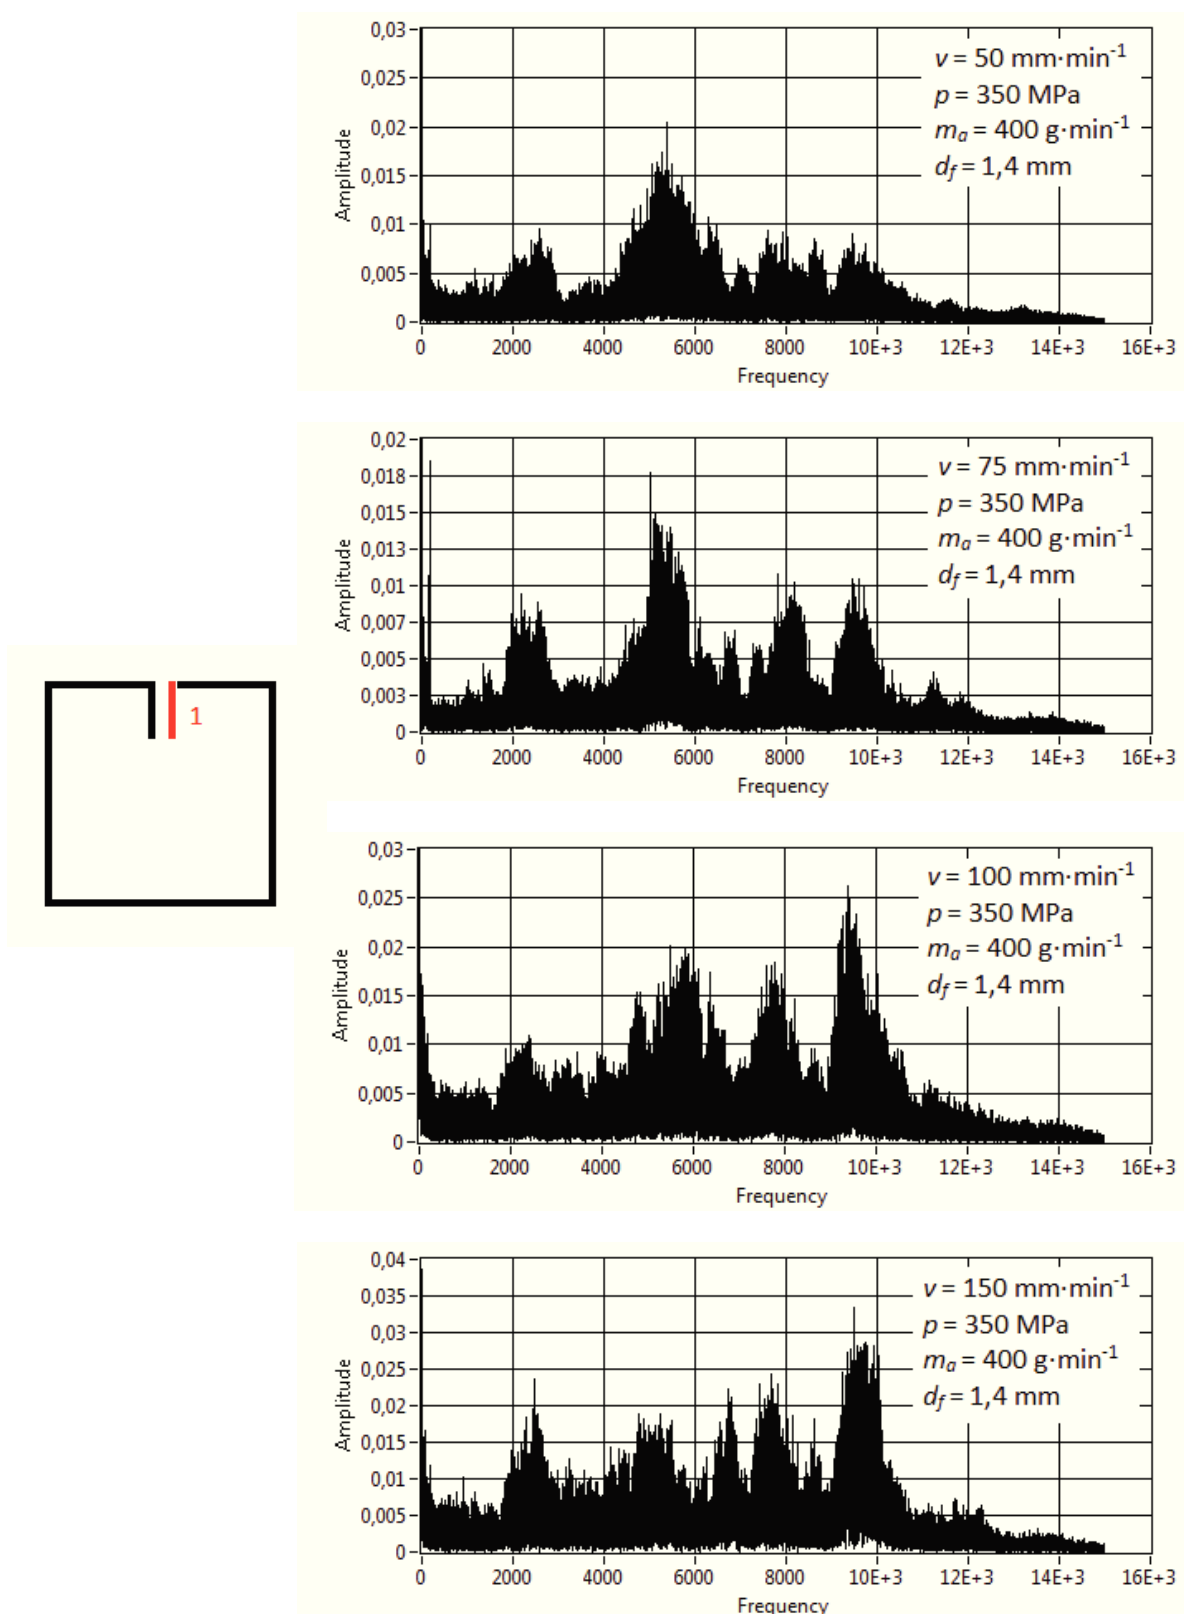 0,03
0,025
0,02
0,015
0,01
0,005
0
Amplitude
v = 50 mm·min⁻¹
p = 350 MPa
mₐ = 400 g·min⁻¹
d_f = 1,4 mm
0 2000 4000 6000 8000 10E+3 12E+3 14E+3 16E+3
Frequency
0,02
0,018
0,015
0,013
0,01
0,007
0,005
0,003
0
Amplitude
v = 75 mm·min⁻¹
p = 350 MPa
mₐ = 400 g·min⁻¹
d_f = 1,4 mm
0 2000 4000 6000 8000 10E+3 12E+3 14E+3 16E+3
Frequency
1
0,03
0,025
0,02
0,015
0,01
0,005
0
Amplitude
v = 100 mm·min⁻¹
p = 350 MPa
mₐ = 400 g·min⁻¹
d_f = 1,4 mm
0 2000 4000 6000 8000 10E+3 12E+3 14E+3 16E+3
Frequency
0,04
0,035
0,03
0,025
0,02
0,015
0,01
0,005
0
Amplitude
v = 150 mm·min⁻¹
p = 350 MPa
mₐ = 400 g·min⁻¹
d_f = 1,4 mm
0 2000 4000 6000 8000 10E+3 12E+3 14E+3 16E+3
Frequency